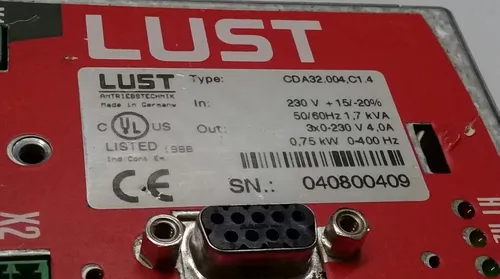 LUST
LUST Type: CDA32.004,C1.4
ANTRIEBSTECHNIK
Made in Germany In: 230 V +15/-20%
50/60Hz 1,7 kVA
C UL US Out: 3x0-230 V 4,0A
LISTED 0,75 kW 0-400 Hz
Ind Cont Eq
CE SN.: 040800409
X2
H1 H2